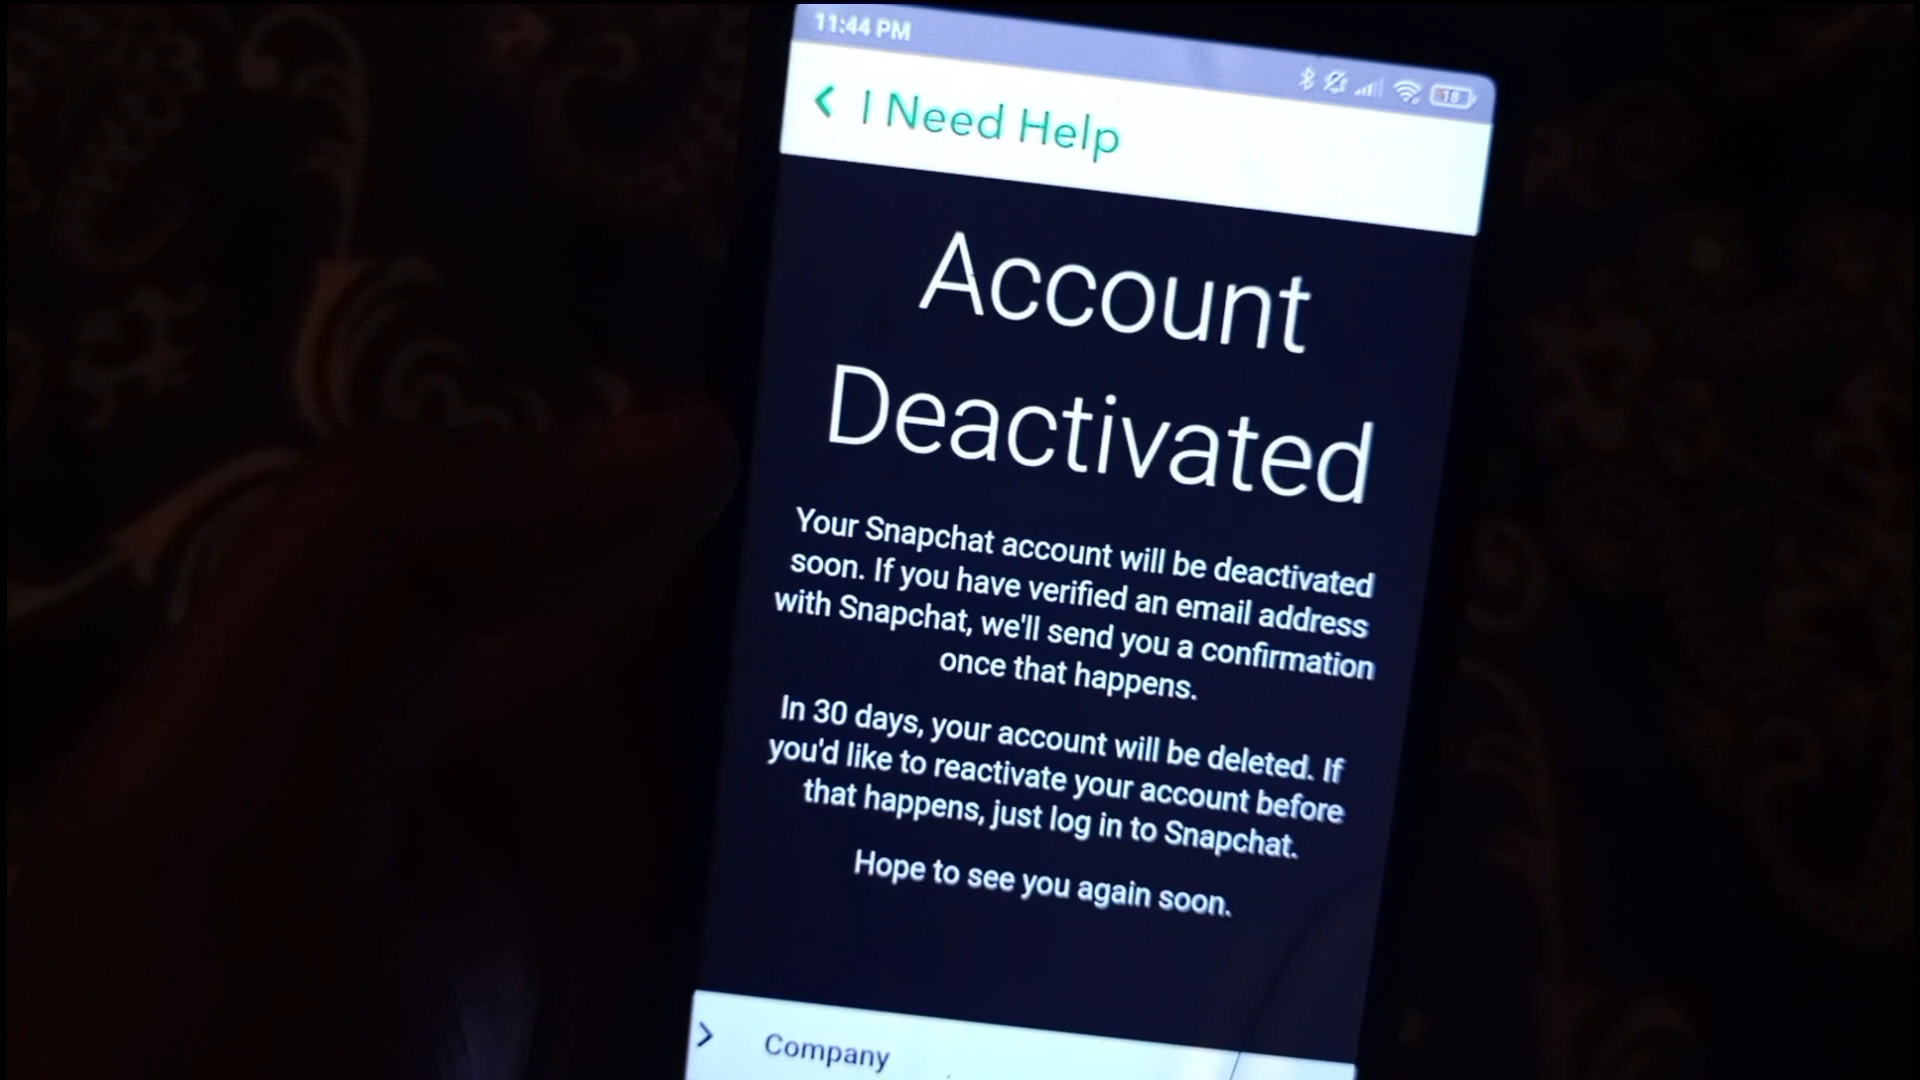 11:44 PM
18
I Need Help
Account
Deactivated
Your Snapchat account will be deactivated
soon. If you have verified an email address
with Snapchat, we'll send you a confirmation
once that happens.
In 30 days, your account will be deleted. If
you'd like to reactivate your account before
that happens, just log in to Snapchat.
Hope to see you again soon.
Company